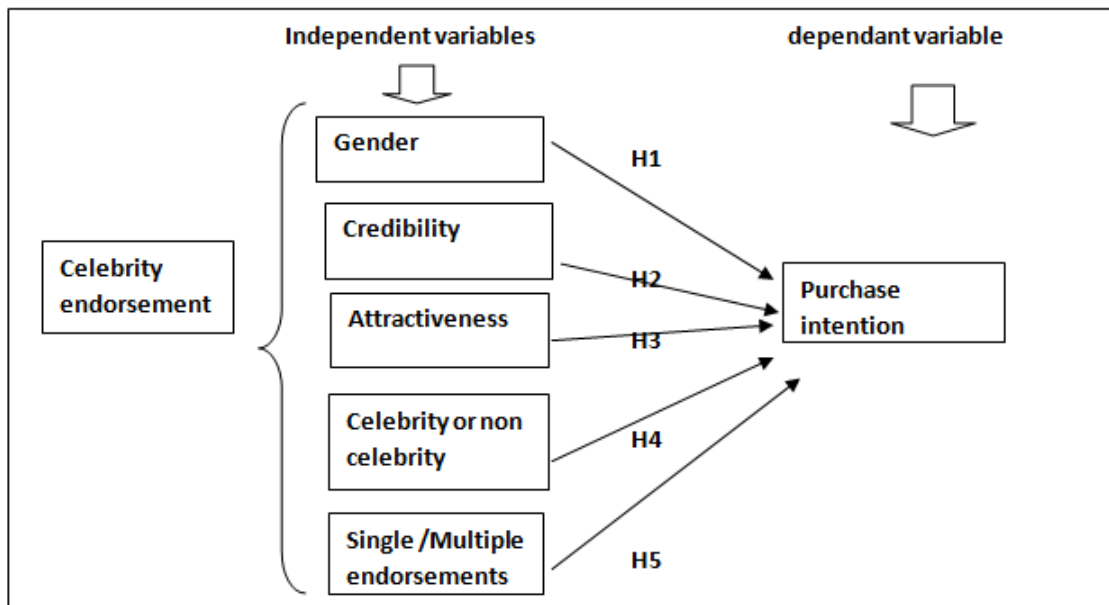 Independent variables
dependant variable
Gender
H1
Credibility
Celebrity
endorsement
H2
Purchase
intention
Attractiveness
H3
Celebrity or non
celebrity
H4
Single /Multiple
endorsements
H5